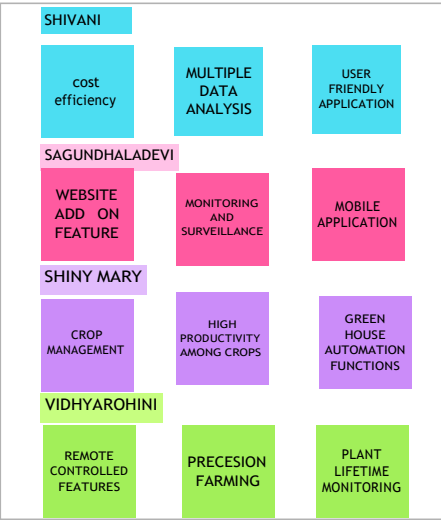 SHIVANI
cost
efficiency
MULTIPLE
DATA
ANALYSIS
USER
FRIENDLY
APPLICATION
SAGUNDHALADEVI
WEBSITE
ADD ON
FEATURE
MONITORING
AND
SURVEILLANCE
MOBILE
APPLICATION
SHINY MARY
CROP
MANAGEMENT
HIGH
PRODUCTIVITY
AMONG CROPS
GREEN
HOUSE
AUTOMATION
FUNCTIONS
VIDHYAROHINI
REMOTE
CONTROLLED
FEATURES
PRECESION
FARMING
PLANT
LIFETIME
MONITORING